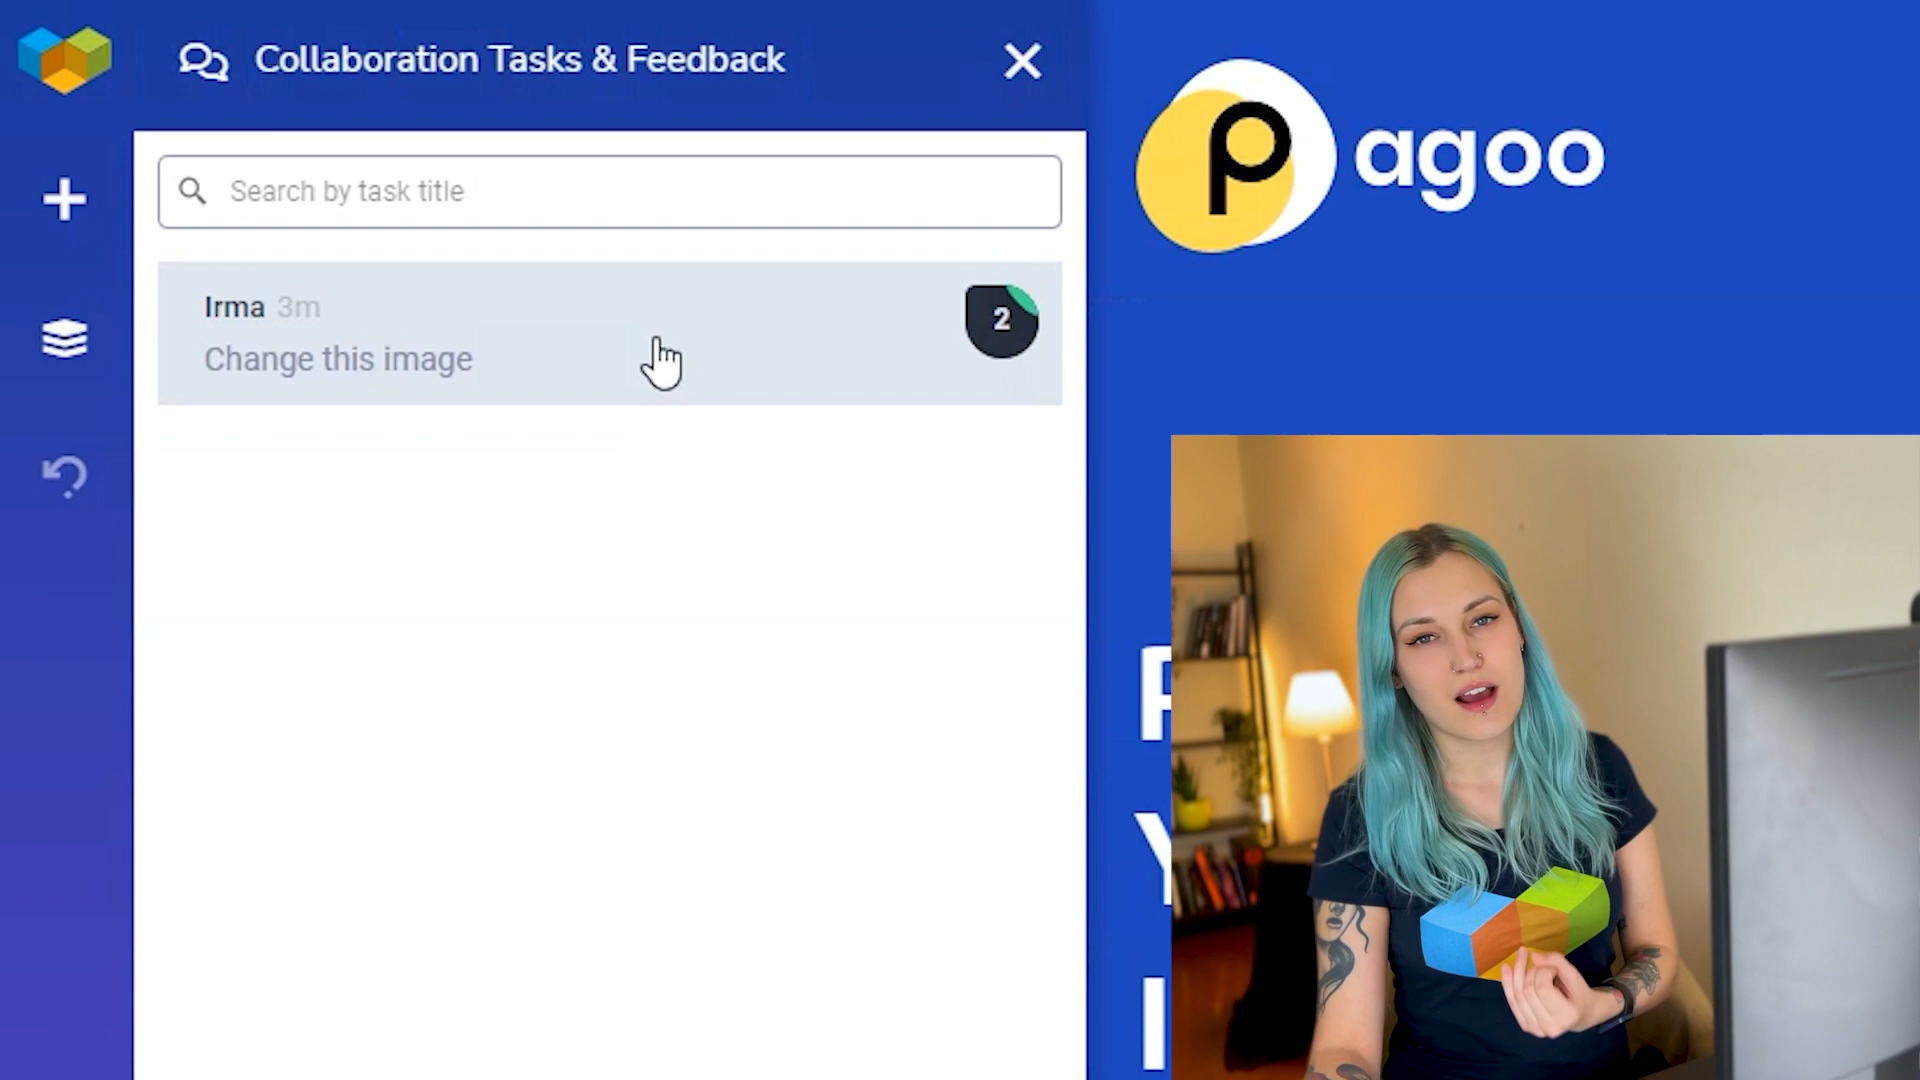 Collaboration Tasks & Feedback
Search by task title
Irma 3m
2
Change this image
p agoo
P
Y
I